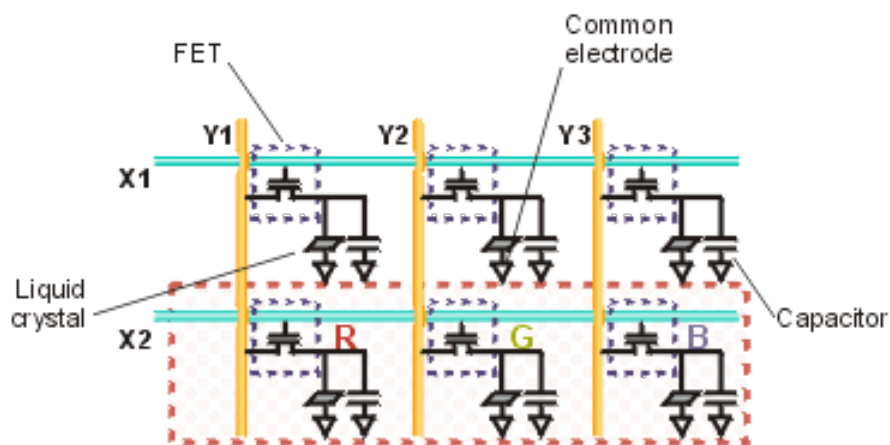 FET
Common
electrode
Y1
Y2
Y3
X1
Liquid
crystal
Capacitor
X2
R
G
B